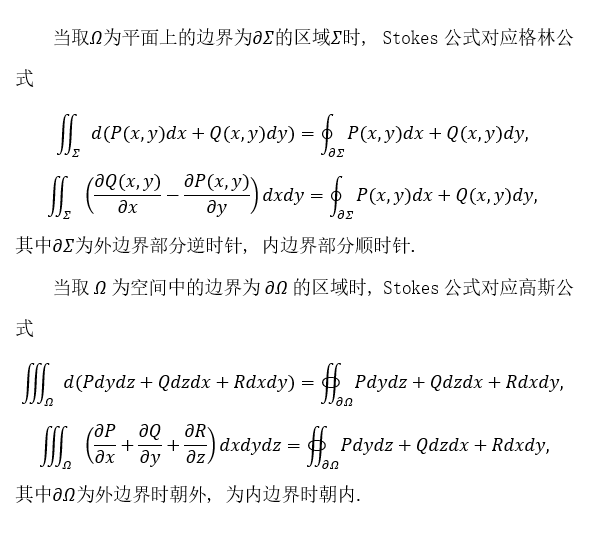 当取Ω为平面上的边界为∂Σ的区域Σ时, Stokes 公式对应格林公
式
∬_Σ d(P(x,y)dx + Q(x,y)dy) = ∮_∂Σ P(x,y)dx + Q(x,y)dy,
∬_Σ (∂Q(x,y)/∂x − ∂P(x,y)/∂y) dxdy = ∮_∂Σ P(x,y)dx + Q(x,y)dy,
其中∂Σ为外边界部分逆时针, 内边界部分顺时针.
当取 Ω 为空间中的边界为 ∂Ω 的区域时, Stokes 公式对应高斯公
式
∭_Ω d(Pdydz + Qdzdx + Rdxdy) = ∯_∂Ω Pdydz + Qdzdx + Rdxdy,
∭_Ω (∂P/∂x + ∂Q/∂y + ∂R/∂z) dxdydz = ∯_∂Ω Pdydz + Qdzdx + Rdxdy,
其中∂Ω为外边界时朝外, 为内边界时朝内.